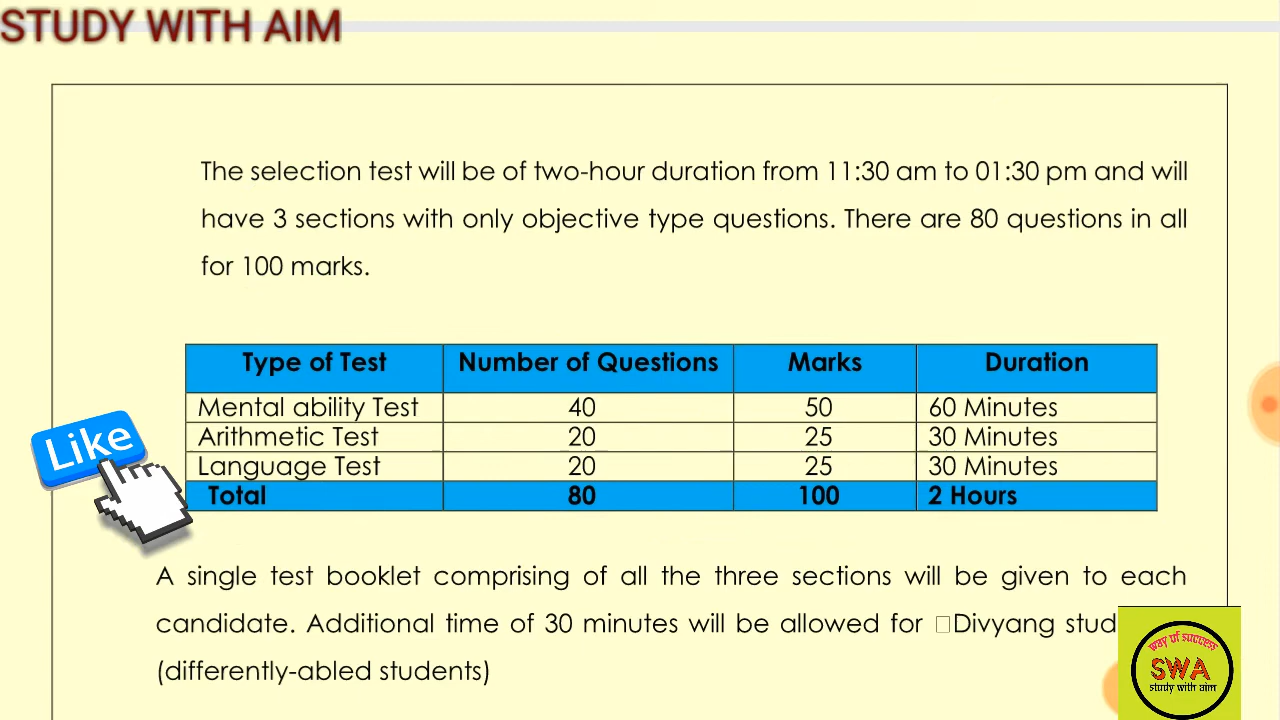 STUDY WITH AIM
The selection test will be of two-hour duration from 11:30 am to 01:30 pm and will
have 3 sections with only objective type questions. There are 80 questions in all
for 100 marks.
Type of Test Number of Questions Marks Duration
Mental ability Test 40 50 60 Minutes
Arithmetic Test 20 25 30 Minutes
Language Test 20 25 30 Minutes
Total 80 100 2 Hours
Like
A single test booklet comprising of all the three sections will be given to each
candidate. Additional time of 30 minutes will be allowed for □Divyang stud
(differently-abled students)
way of success
SWA
study with aim